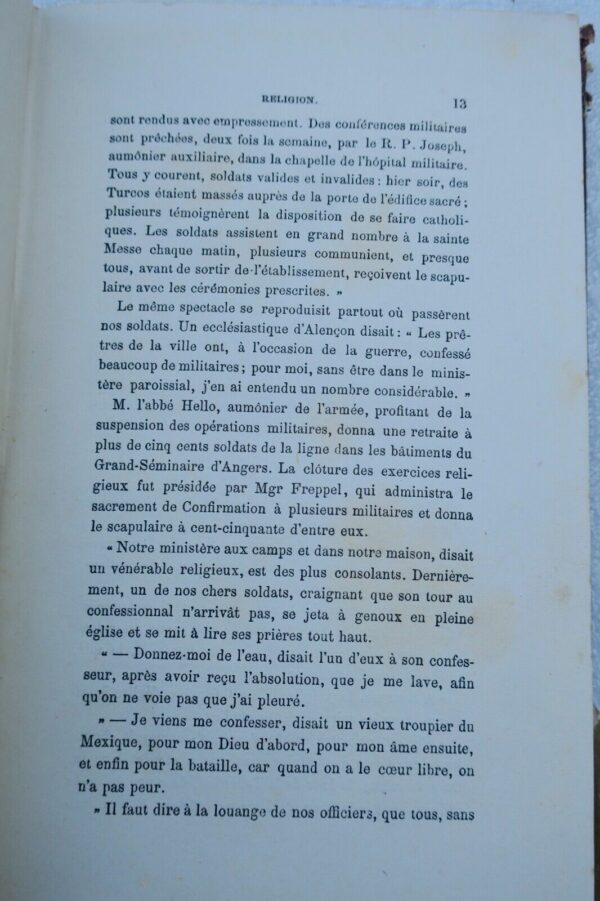 RELIGION. 13
sont rendus avec empressement. Des conférences militaires
sont prêchées, deux fois la semaine, par le R. P. Joseph,
aumônier auxiliaire, dans la chapelle de l'hôpital militaire.
Tous y courent, soldats valides et invalides : hier soir, des
Turcos étaient massés auprès de la porte de l'édifice sacré ;
plusieurs témoignèrent la disposition de se faire catholi-
ques. Les soldats assistent en grand nombre à la sainte
Messe chaque matin, plusieurs communient, et presque
tous, avant de sortir de l'établissement, reçoivent le scapu-
laire avec les cérémonies prescrites. »
Le même spectacle se reproduisit partout où passèrent
nos soldats. Un ecclésiastique d'Alençon disait : « Les prê-
tres de la ville ont, à l'occasion de la guerre, confessé
beaucoup de militaires ; pour moi, sans être dans le minis-
tère paroissial, j'en ai entendu un nombre considérable. »
M. l'abbé Hello, aumônier de l'armée, profitant de la
suspension des opérations militaires, donna une retraite à
plus de cinq cents soldats de la ligne dans les bâtiments du
Grand-Séminaire d'Angers. La clôture des exercices reli-
gieux fut présidée par Mgr Freppel, qui administra le
sacrement de Confirmation à plusieurs militaires et donna
le scapulaire à cent-cinquante d'entre eux.
« Notre ministère aux camps et dans notre maison, disait
un vénérable religieux, est des plus consolants. Dernière-
ment, un de nos chers soldats, craignant que son tour au
confessionnal n'arrivât pas, se jeta à genoux en pleine
église et se mit à lire ses prières tout haut.
« — Donnez-moi de l'eau, disait l'un d'eux à son confes-
seur, après avoir reçu l'absolution, que je me lave, afin
qu'on ne voie pas que j'ai pleuré.
» — Je viens me confesser, disait un vieux troupier du
Mexique, pour mon Dieu d'abord, pour mon âme ensuite,
et enfin pour la bataille, car quand on a le cœur libre, on
n'a pas peur.
» Il faut dire à la louange de nos officiers, que tous, sans